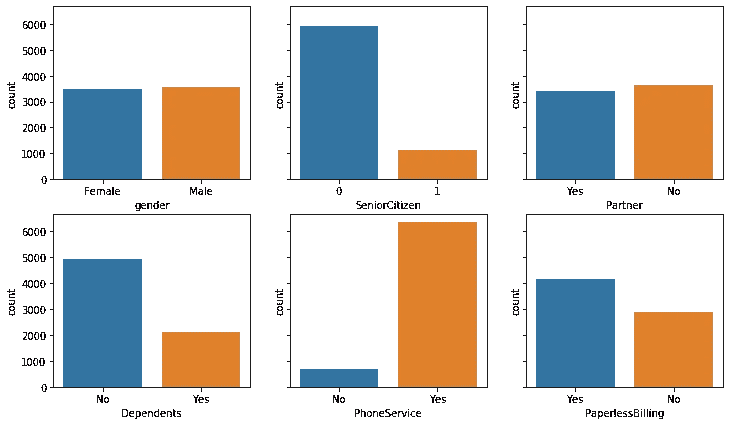 6000
5000
4000
3000
2000
1000
0
count
Female Male
gender
count
0 1
SeniorCitizen
count
Yes No
Partner
6000
5000
4000
3000
2000
1000
0
count
No Yes
Dependents
count
No Yes
PhoneService
count
Yes No
PaperlessBilling